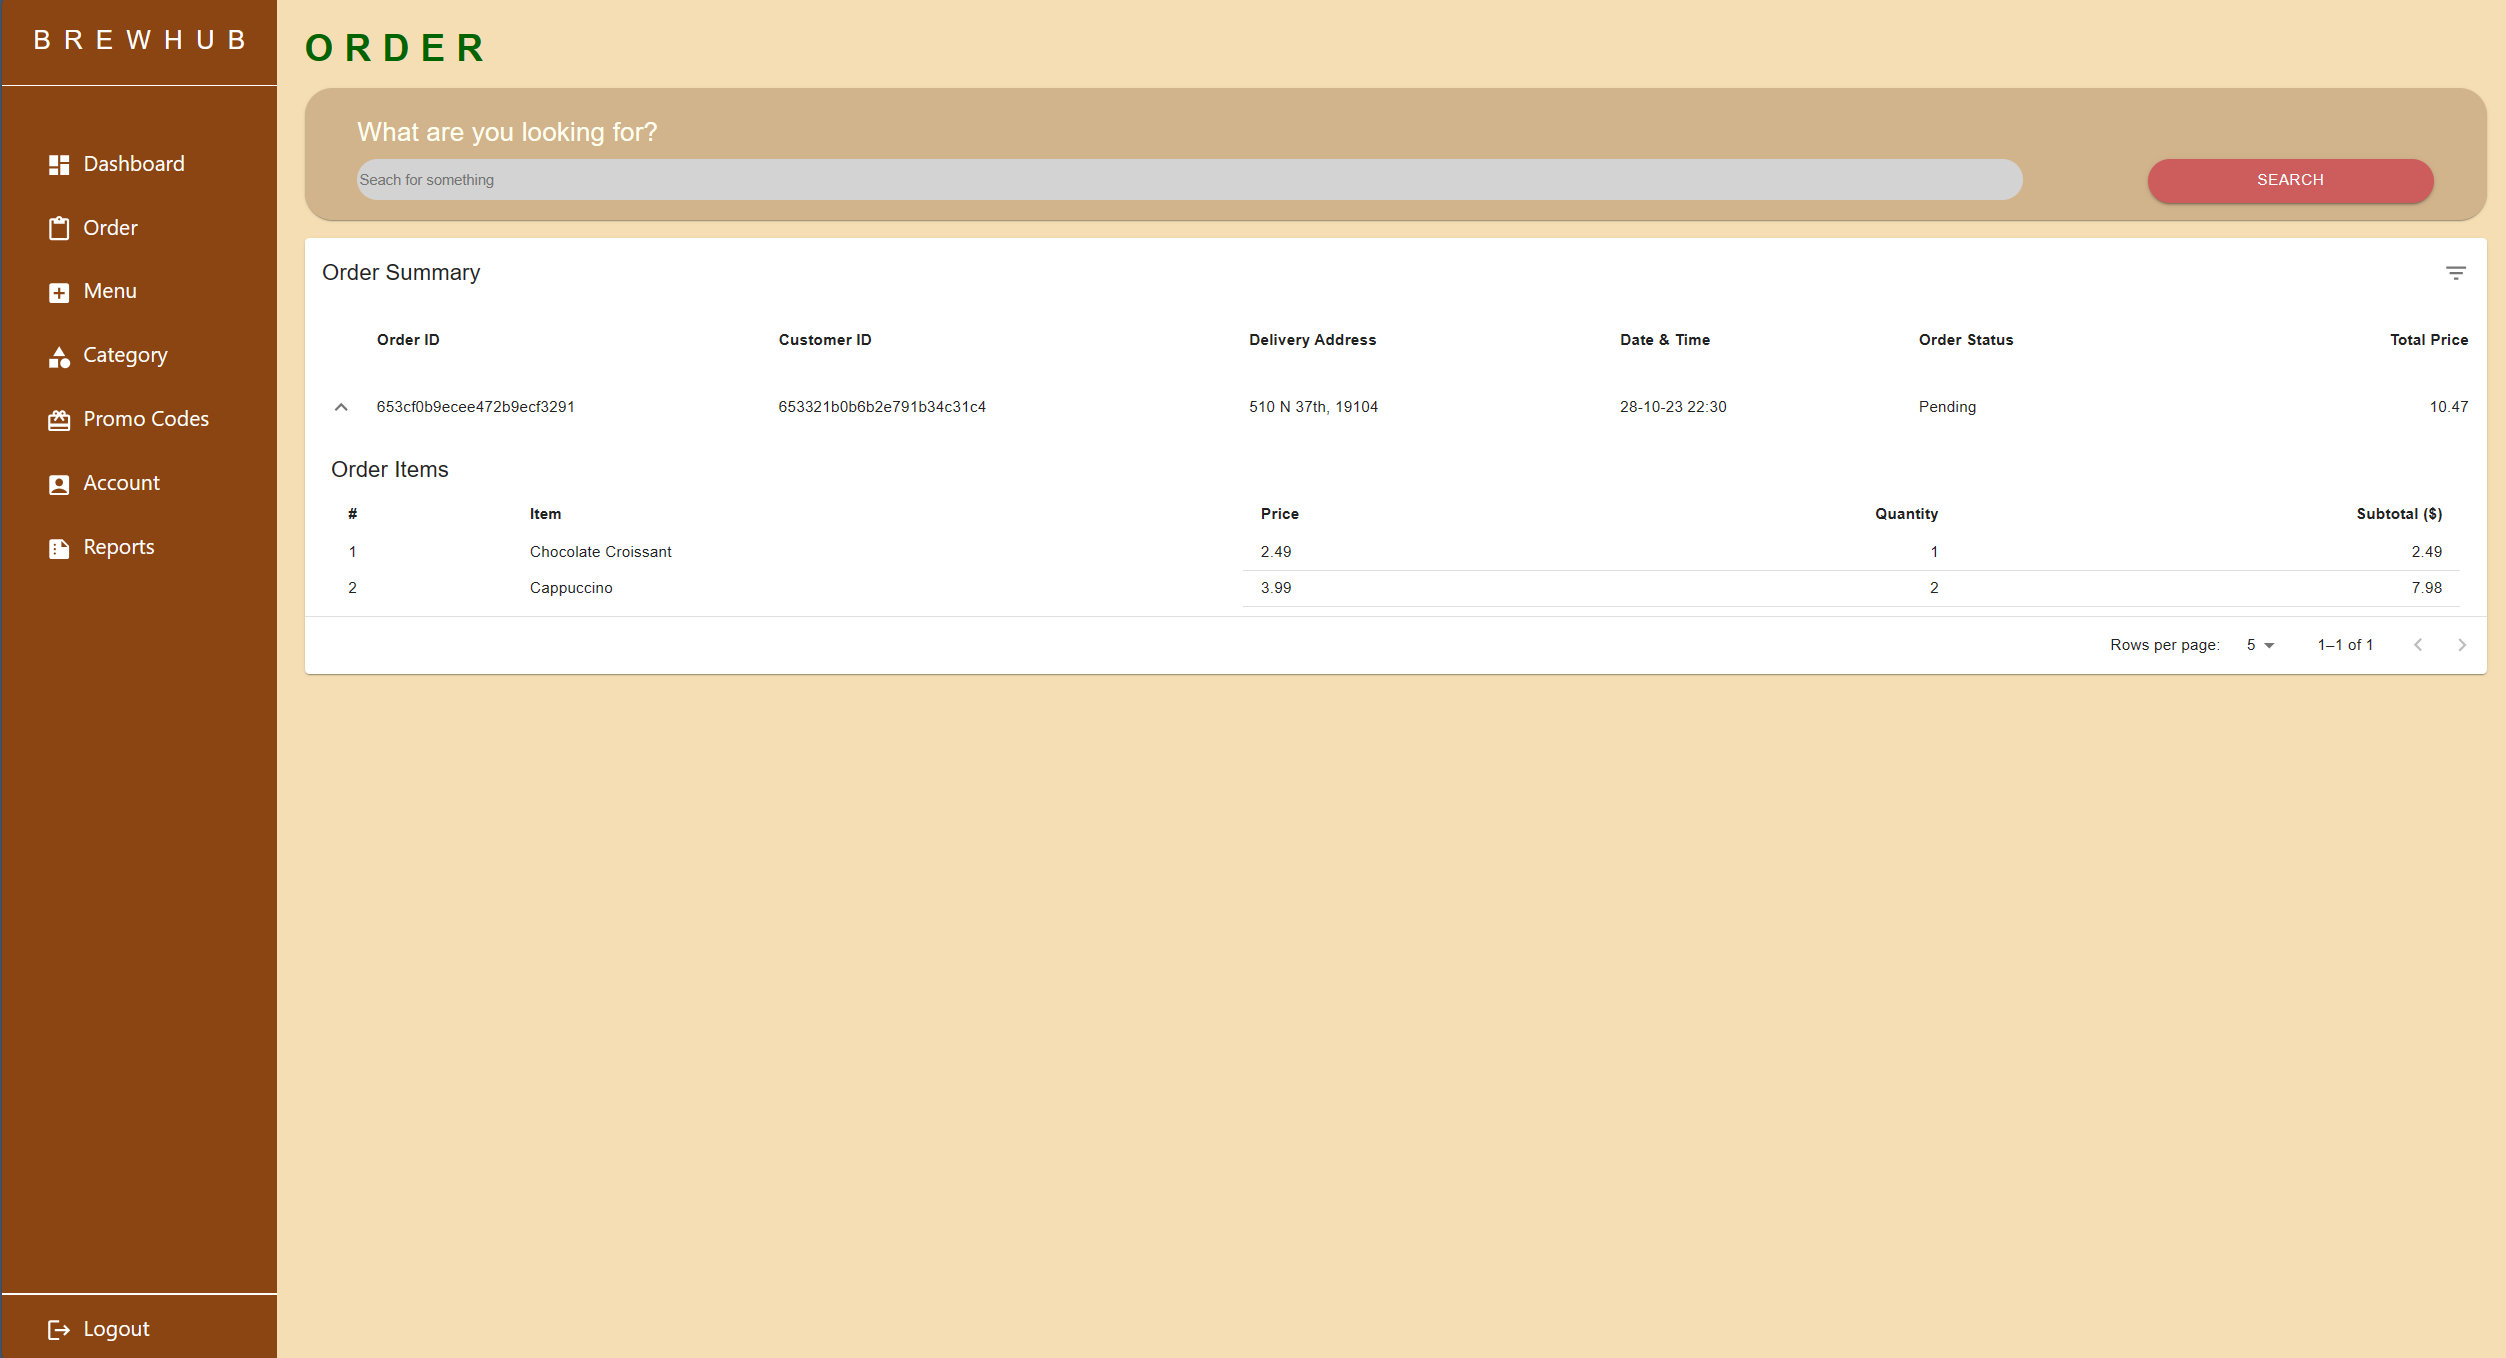 BREWHUB
Dashboard
Order
Menu
Category
Promo Codes
Account
Reports
Logout
ORDER
What are you looking for?
Seach for something
SEARCH
Order Summary
Order ID Customer ID Delivery Address Date & Time Order Status Total Price
653cf0b9ecee472b9ecf3291 653321b0b6b2e791b34c31c4 510 N 37th, 19104 28-10-23 22:30 Pending 10.47
Order Items
# Item Price Quantity Subtotal ($)
1 Chocolate Croissant 2.49 1 2.49
2 Cappuccino 3.99 2 7.98
Rows per page: 5 1–1 of 1